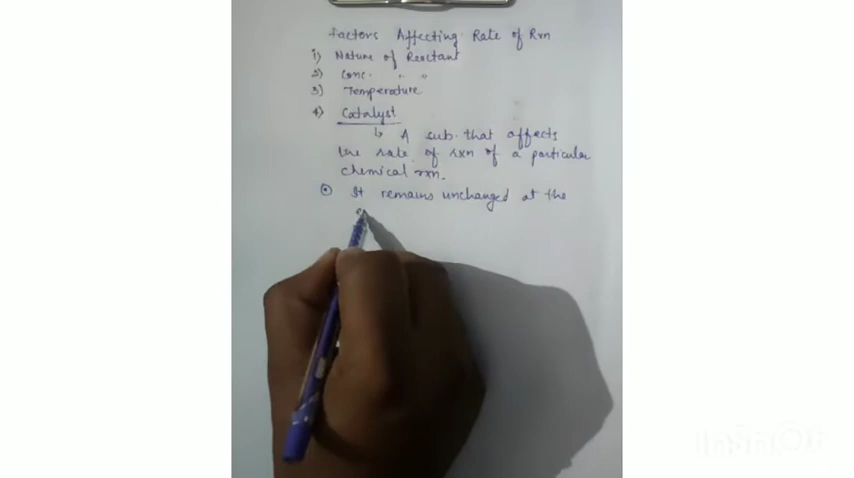 Factors Affecting Rate of Rxn
1) Nature of Reactant
2) Conc. " "
3) Temperature
4) Catalyst
↳ A sub. that affects
the rate of rxn of a particular
chemical rxn.
It remains unchanged at the